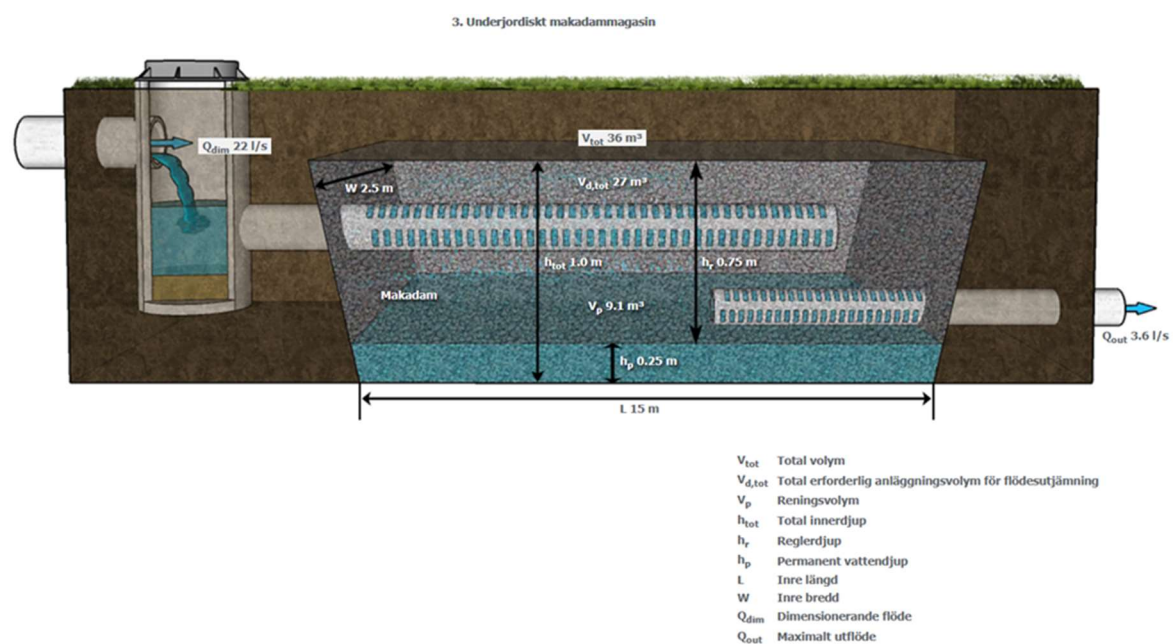 3. Underjordiskt makadammagasin
Q_dim 22 l/s
V_tot 36 m³
W 2.5 m
V_d,tot 27 m³
h_tot 1.0 m
h_r 0.75 m
Makadam
V_p 9.1 m³
Q_out 3.6 l/s
h_p 0.25 m
L 15 m
V_tot Total volym
V_d,tot Total erforderlig anläggningsvolym för flödesutjämning
V_p Reningsvolym
h_tot Total innerdjup
h_r Reglerdjup
h_p Permanent vattendjup
L Inre längd
W Inre bredd
Q_dim Dimensionerande flöde
Q_out Maximalt utflöde